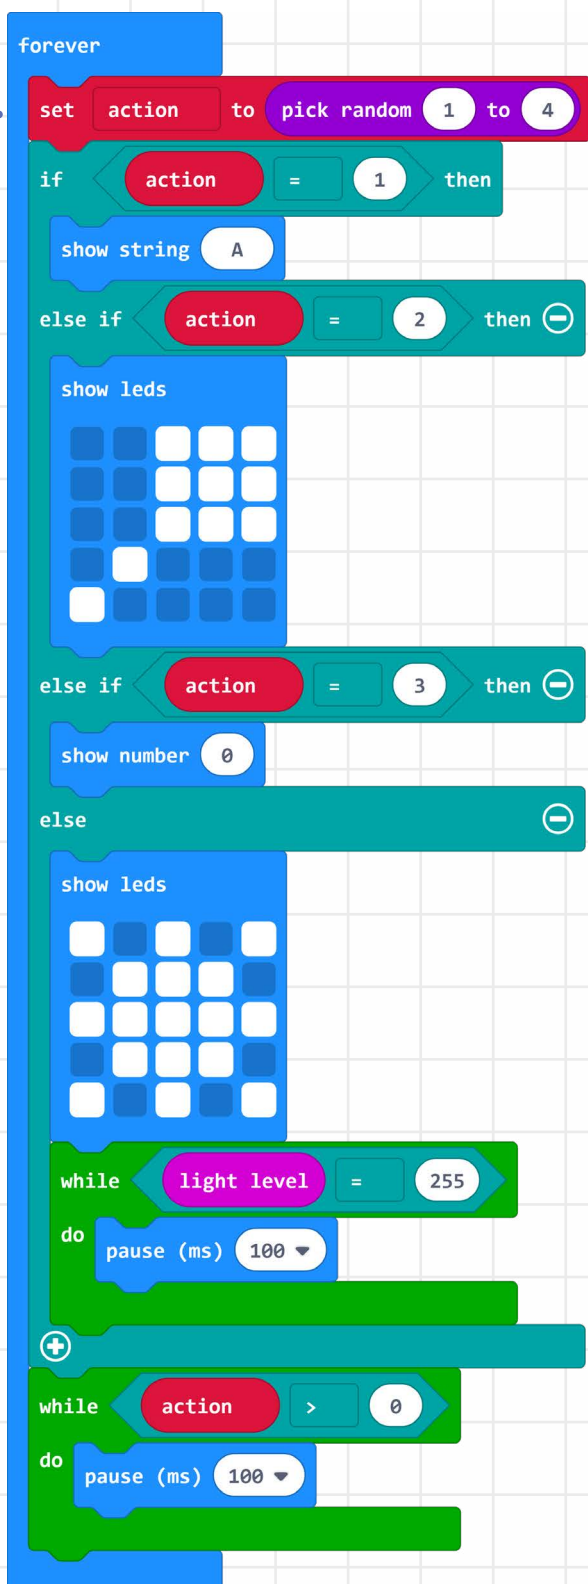 forever
set action to pick random 1 to 4
if action = 1 then
show string A
else if action = 2 then
show leds
else if action = 3 then
show number 0
else
show leds
while light level = 255
do pause (ms) 100
while action > 0
do pause (ms) 100